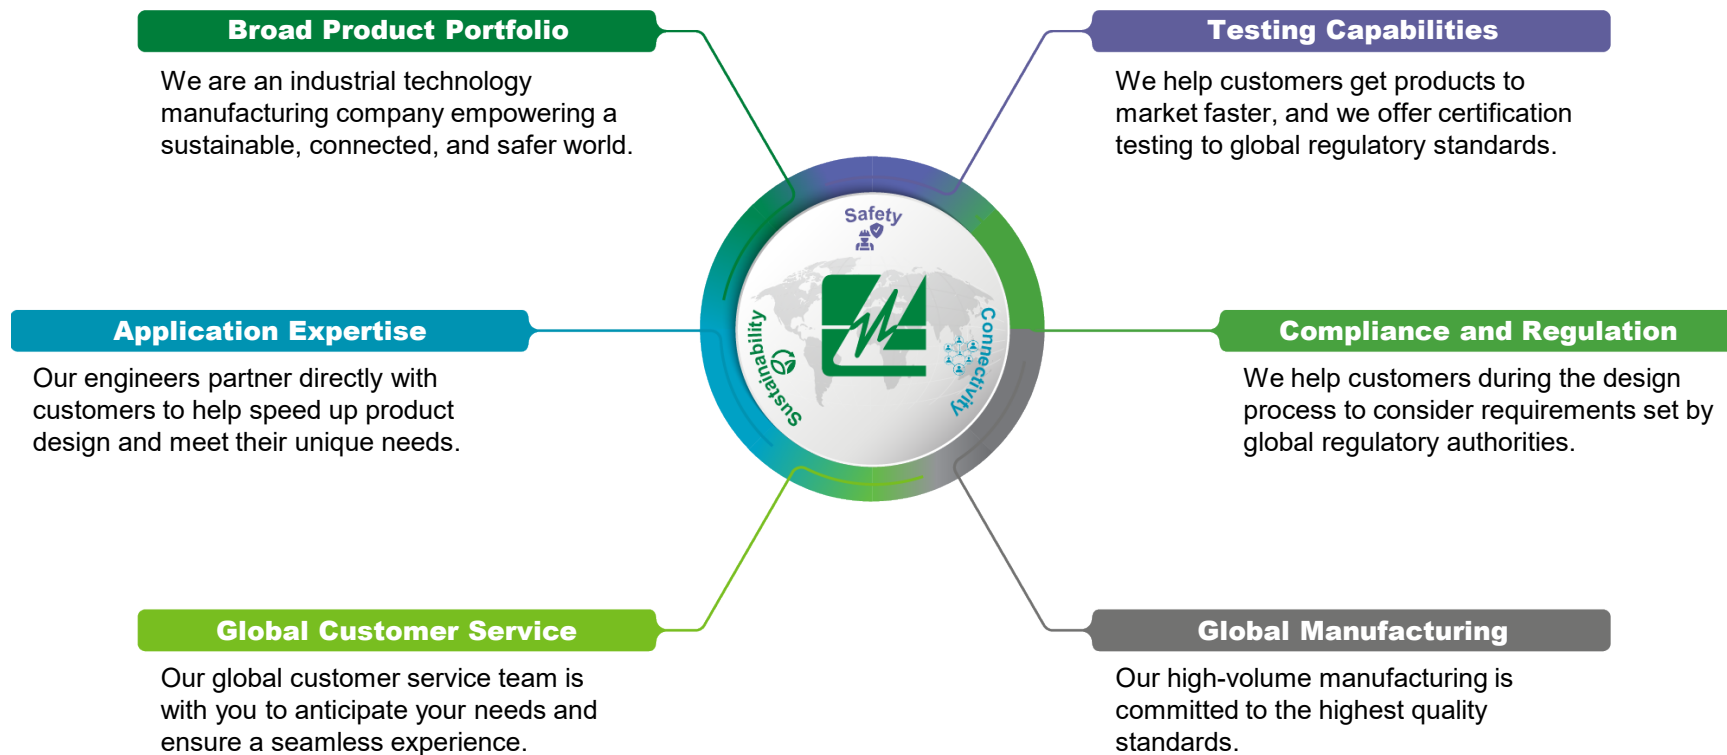 Broad Product Portfolio
We are an industrial technology
manufacturing company empowering a
sustainable, connected, and safer world.
Testing Capabilities
We help customers get products to
market faster, and we offer certification
testing to global regulatory standards.
Safety
Sustainability
Connectivity
Application Expertise
Our engineers partner directly with
customers to help speed up product
design and meet their unique needs.
Compliance and Regulation
We help customers during the design
process to consider requirements set by
global regulatory authorities.
Global Customer Service
Our global customer service team is
with you to anticipate your needs and
ensure a seamless experience.
Global Manufacturing
Our high-volume manufacturing is
committed to the highest quality
standards.